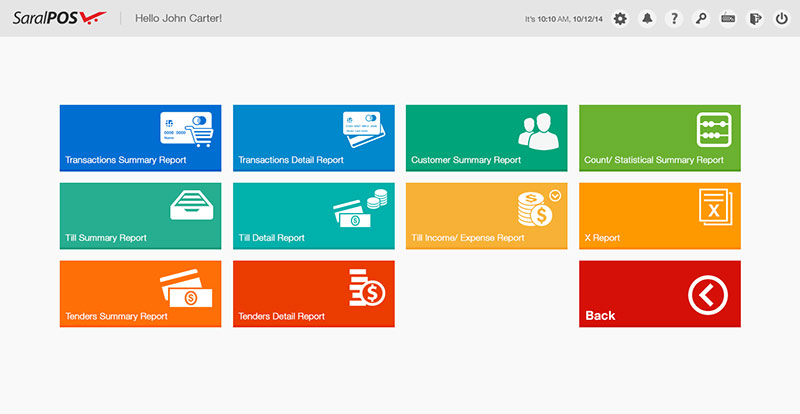 SaralPOS
Hello John Carter!
It's 10:10 AM, 10/12/14
Transactions Summary Report
Transactions Detail Report
Customer Summary Report
Count/ Statistical Summary Report
Till Summary Report
Till Detail Report
Till Income/ Expense Report
X
X Report
Tenders Summary Report
Tenders Detail Report
Back